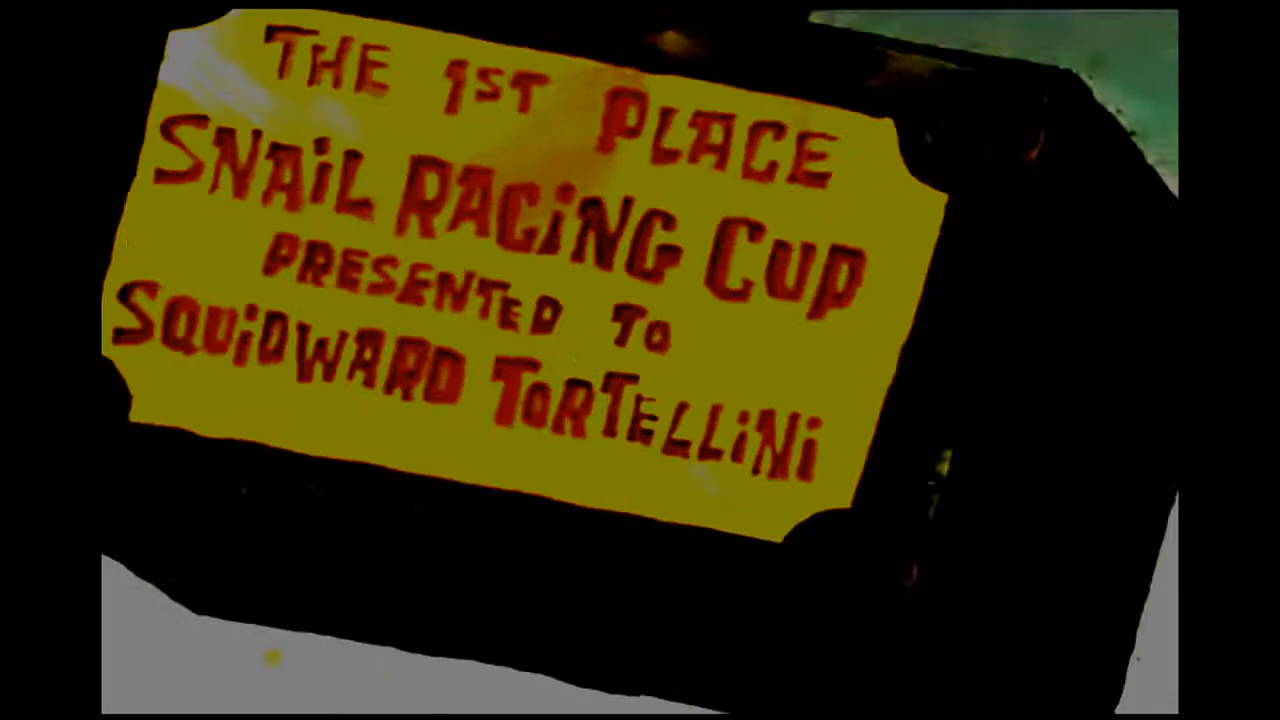 THE 1ST PLACE
SNAiL RACiNG CUP
PRESENTED TO
SQUiDWARD TORTELLiNi